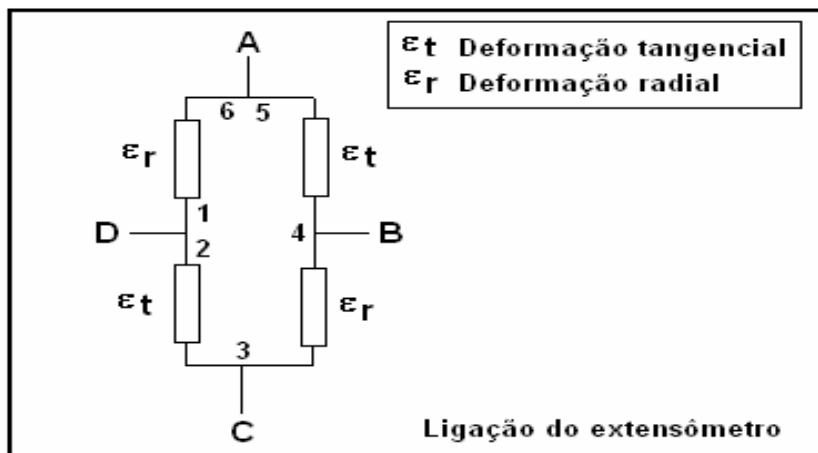 A
εt Deformação tangencial
εr Deformação radial
6 5
εr
εt
1
D
4
B
2
εt
εr
3
C
Ligação do extensômetro